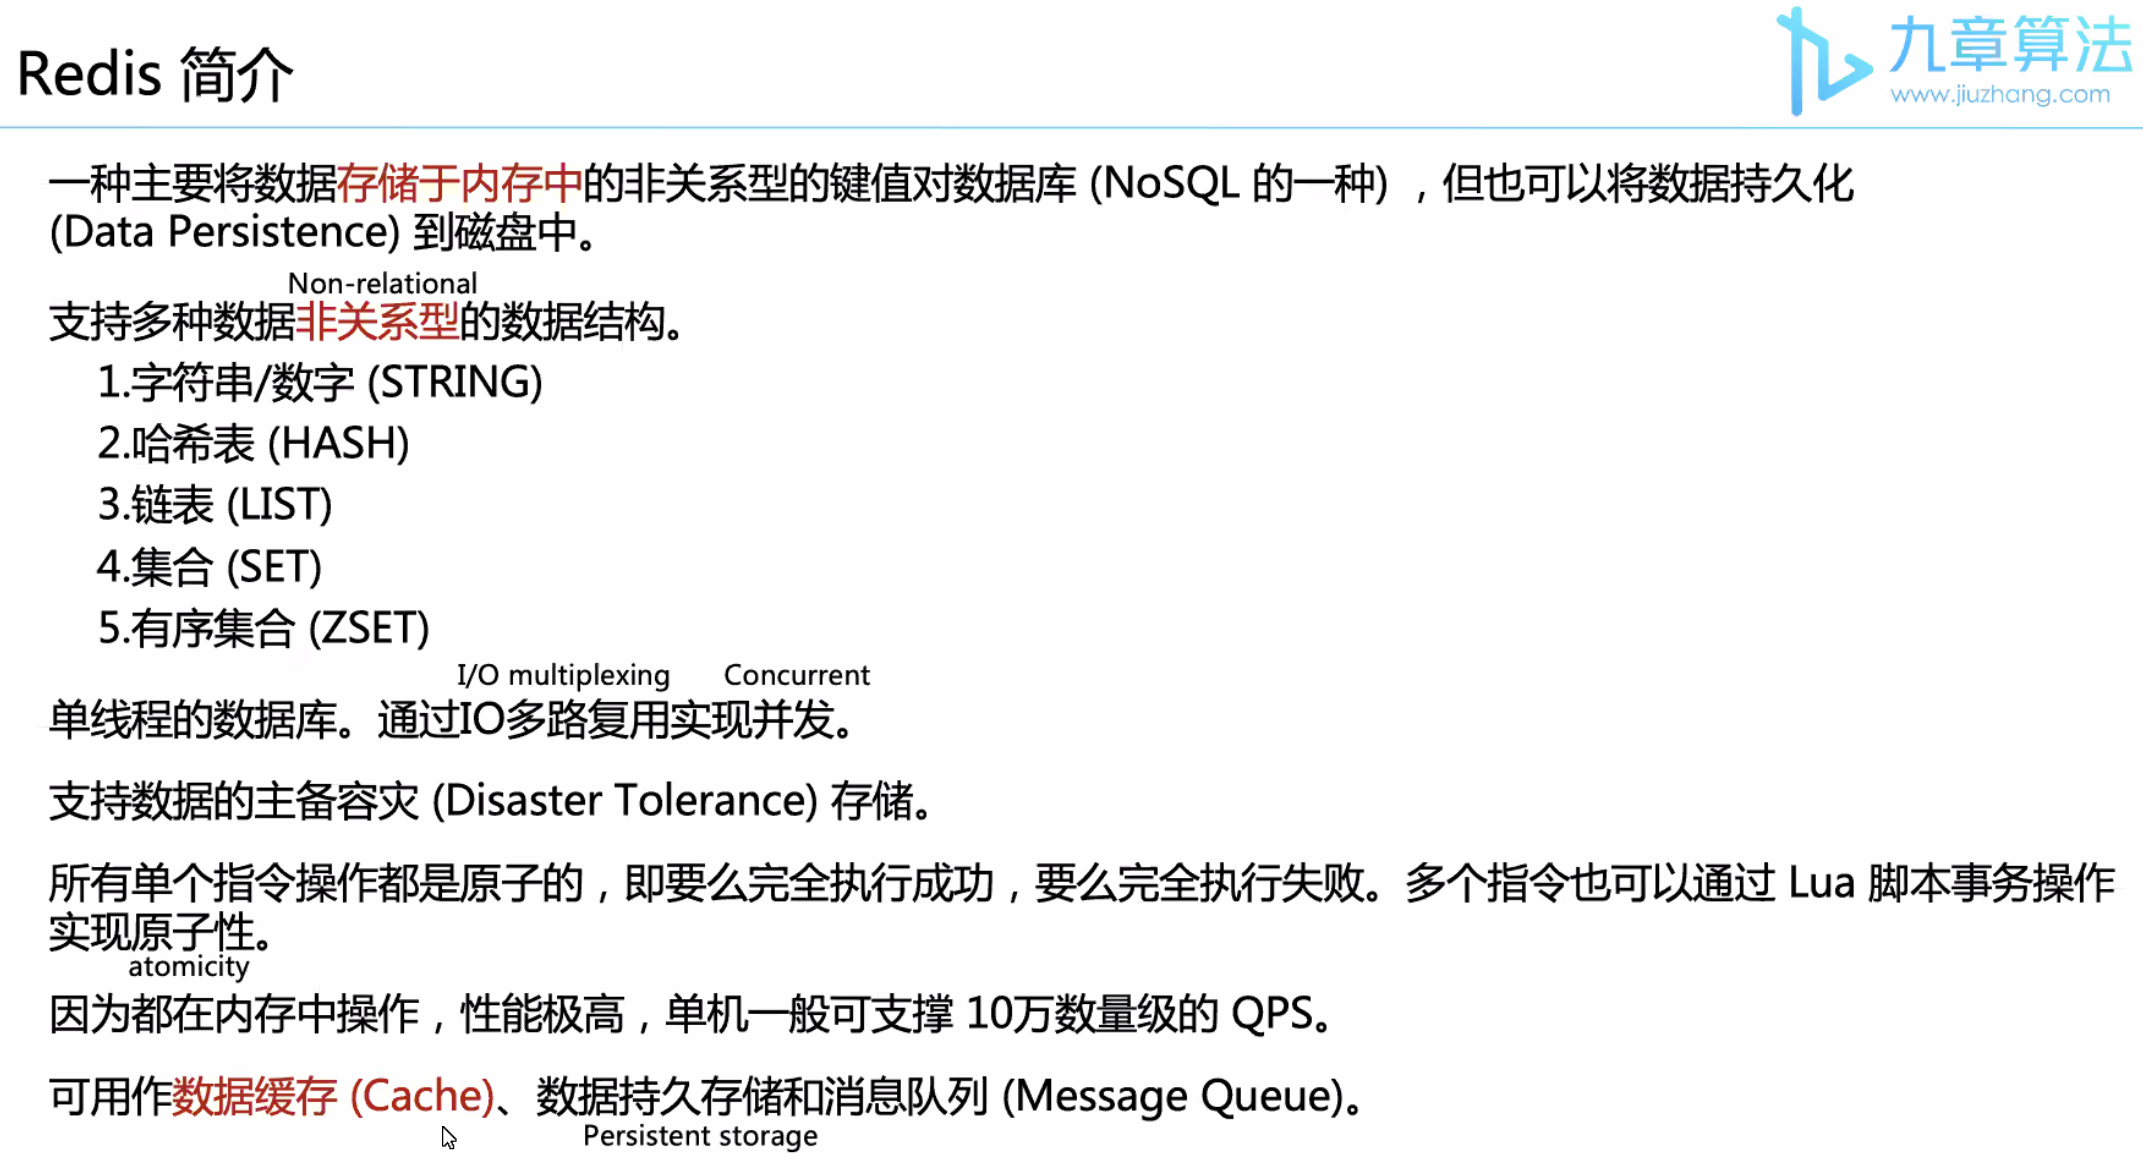 Redis 简介
九章算法
www.jiuzhang.com
一种主要将数据存储于内存中的非关系型的键值对数据库 (NoSQL 的一种) ，但也可以将数据持久化
(Data Persistence) 到磁盘中。
Non-relational
支持多种数据非关系型的数据结构。
1.字符串/数字 (STRING)
2.哈希表 (HASH)
3.链表 (LIST)
4.集合 (SET)
5.有序集合 (ZSET)
I/O multiplexing Concurrent
单线程的数据库。通过IO多路复用实现并发。
支持数据的主备容灾 (Disaster Tolerance) 存储。
所有单个指令操作都是原子的，即要么完全执行成功，要么完全执行失败。多个指令也可以通过 Lua 脚本事务操作
实现原子性。
atomicity
因为都在内存中操作，性能极高，单机一般可支撑 10万数量级的 QPS。
可用作数据缓存 (Cache)、数据持久存储和消息队列 (Message Queue)。
Persistent storage